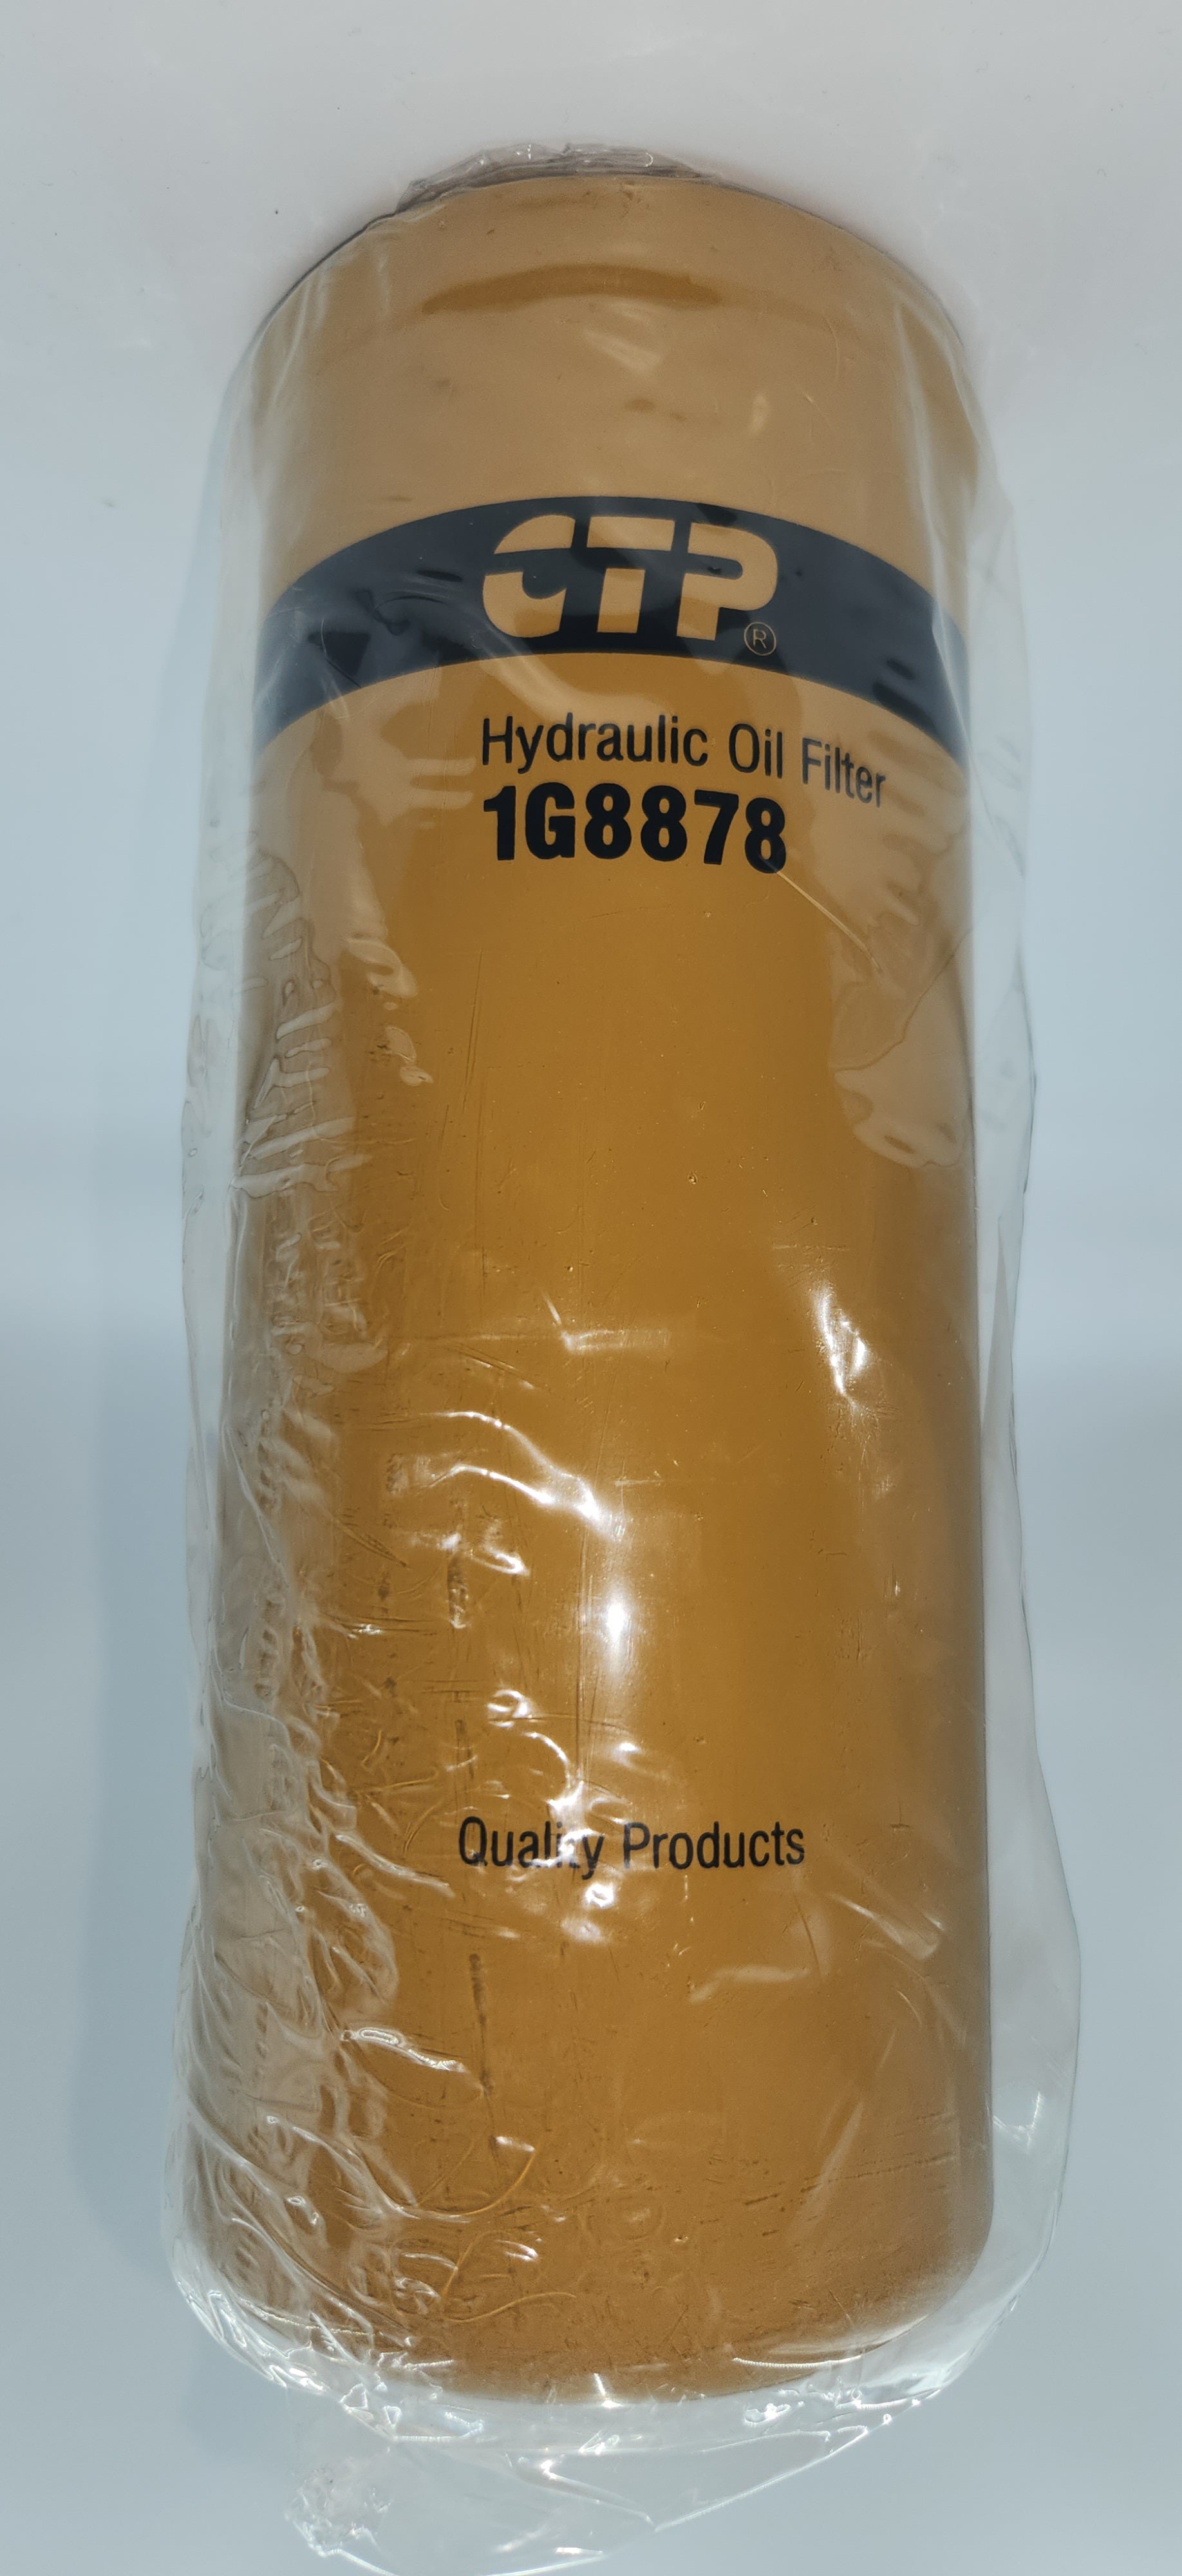 CTP®
Hydraulic Oil Filter
1G8878
Quality Products